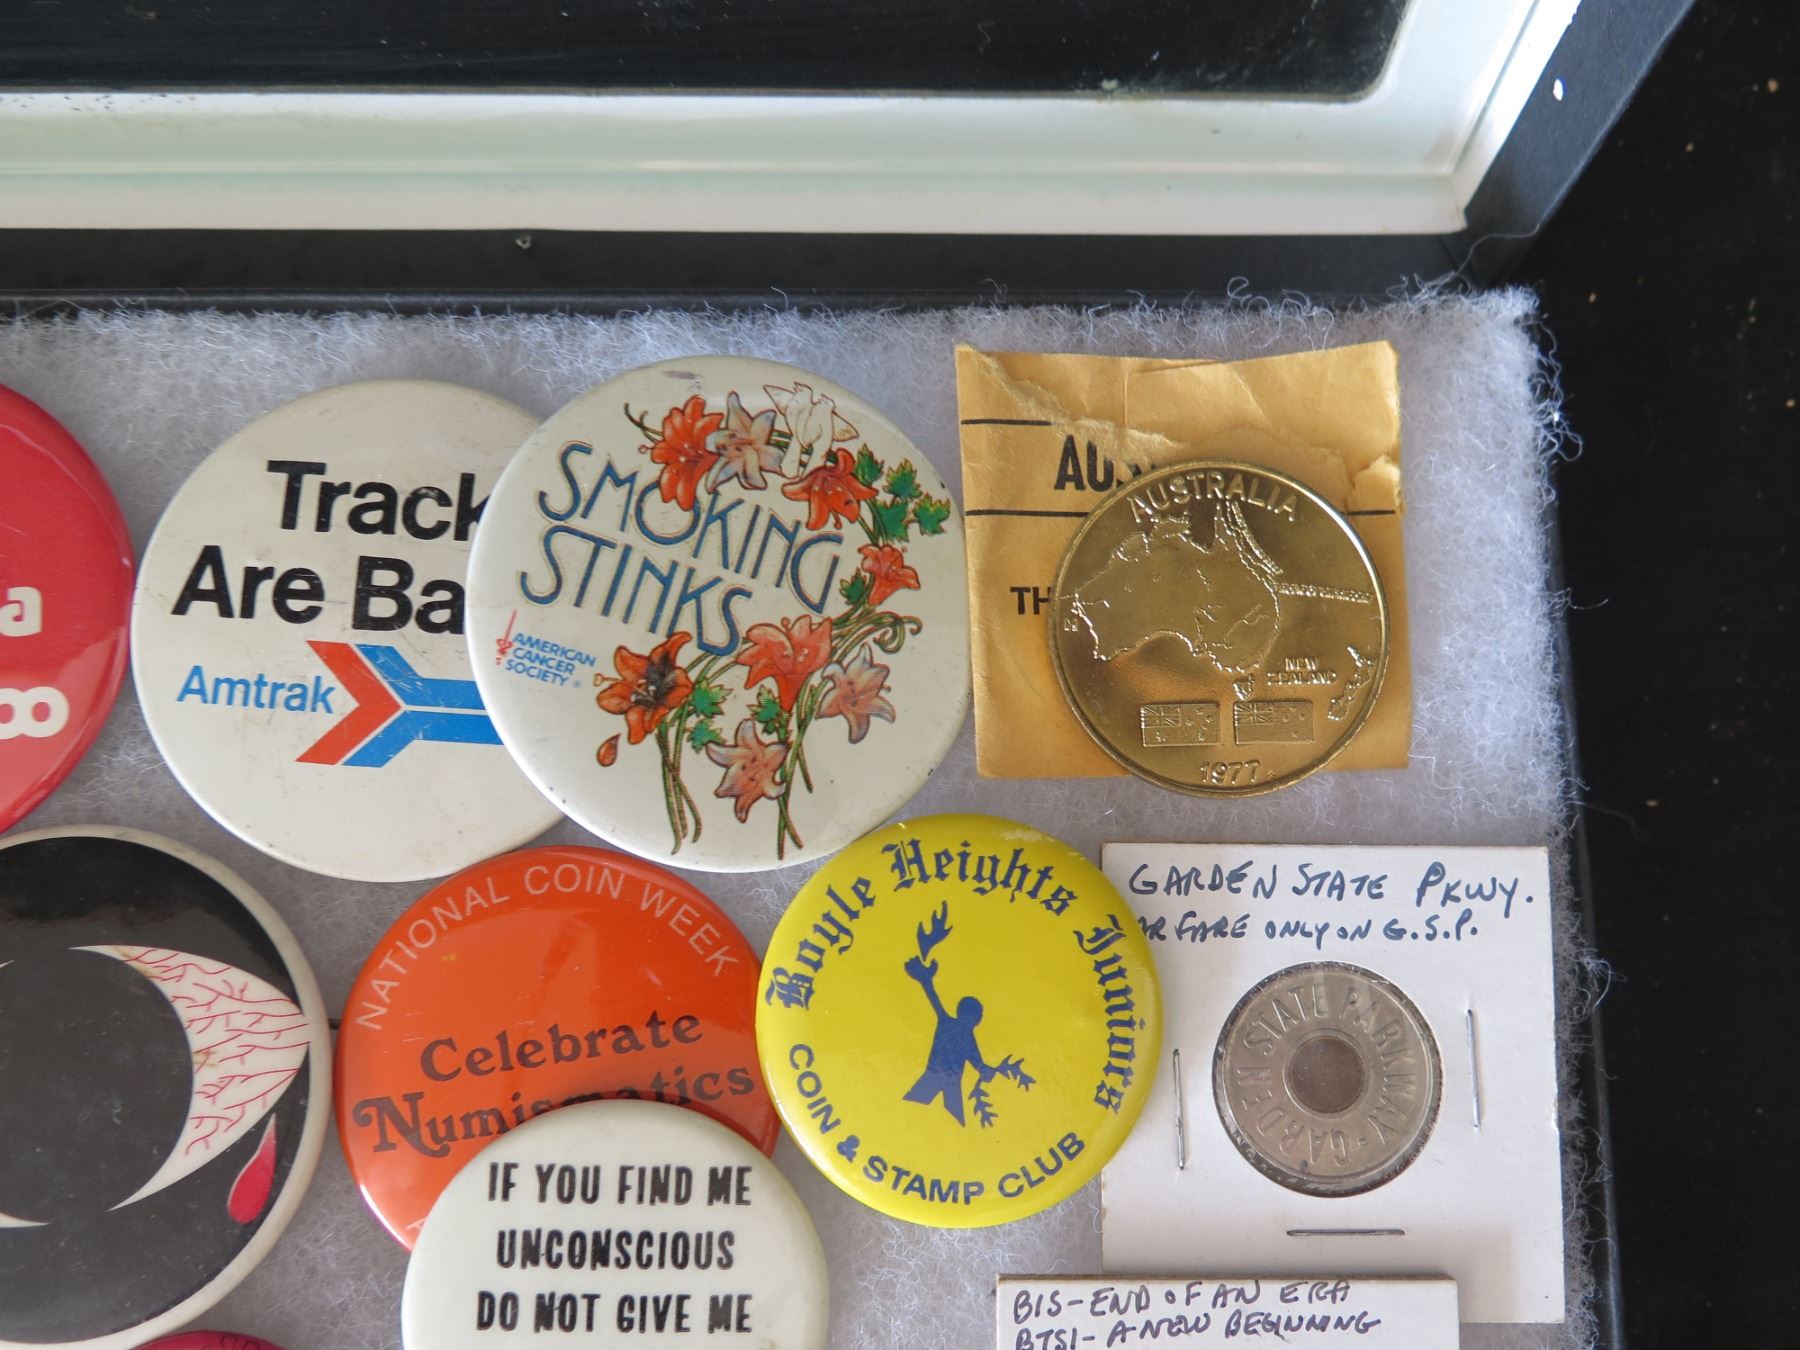 Track
Are Ba
Amtrak
SMOKING
STINKS
AMERICAN
CANCER
SOCIETY®
AU
TH
AUSTRALIA
NEW
ZEALAND
1977
8
NATIONAL COIN WEEK
Celebrate
Numismatics
Boyle Heights Juniors
COIN & STAMP CLUB
GARDEN STATE PKWY.
FARE ONLY ON G.S.P.
GARDEN STATE PARKWAY
IF YOU FIND ME
UNCONSCIOUS
DO NOT GIVE ME
BIS-END OF AN ERA
BTSI-A NEW BEGINNING